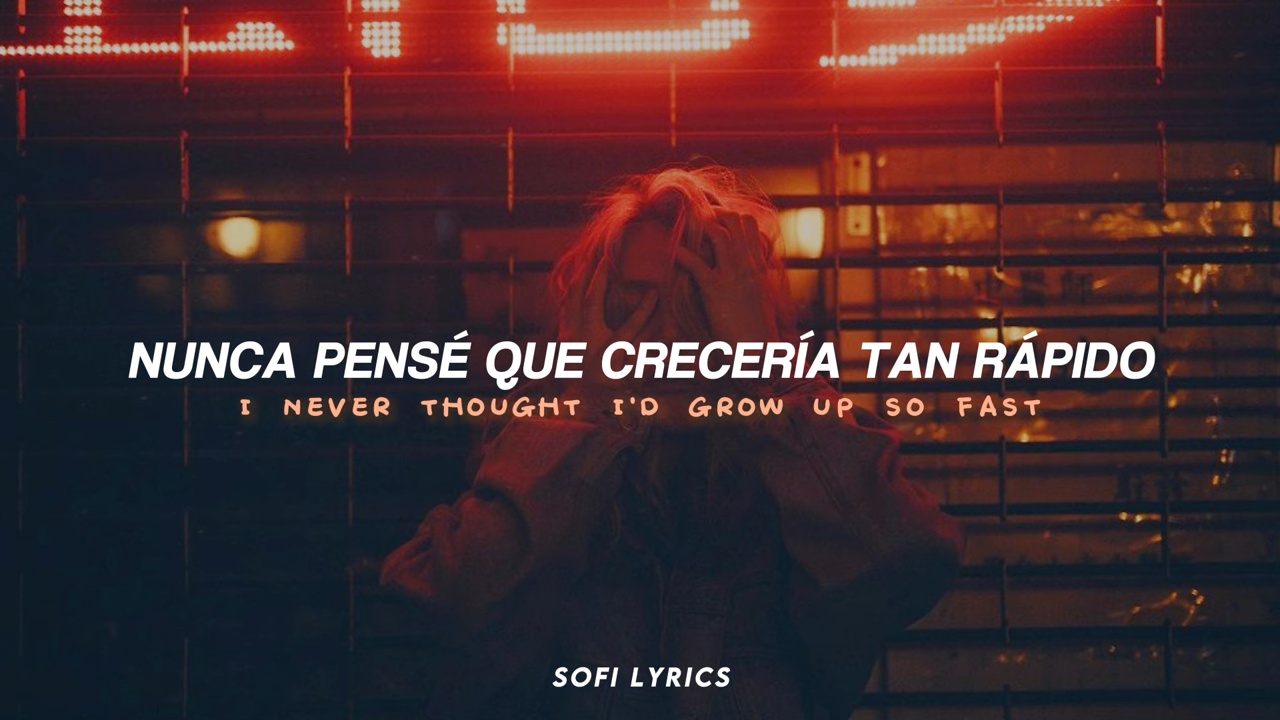 NUNCA PENSÉ QUE CRECERÍA TAN RÁPIDO
I NEVER THOUGHT I'D GROW UP SO FAST
SOFI LYRICS